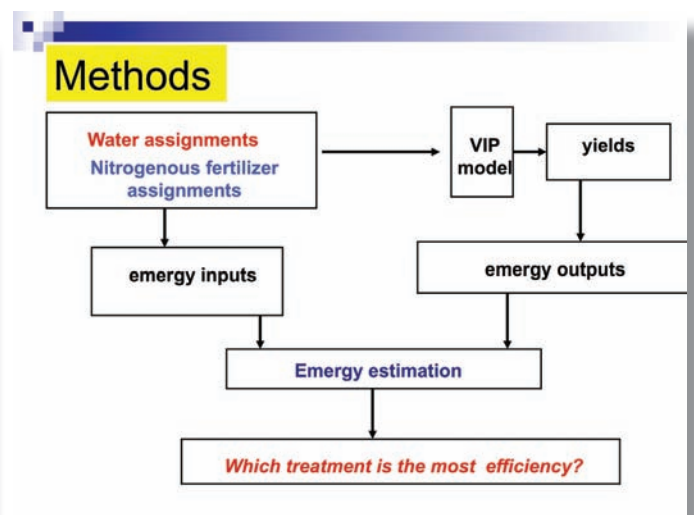 Methods
Water assignments
Nitrogenous fertilizer
assignments
VIP
model
yields
emergy inputs
emergy outputs
Emergy estimation
Which treatment is the most efficiency?